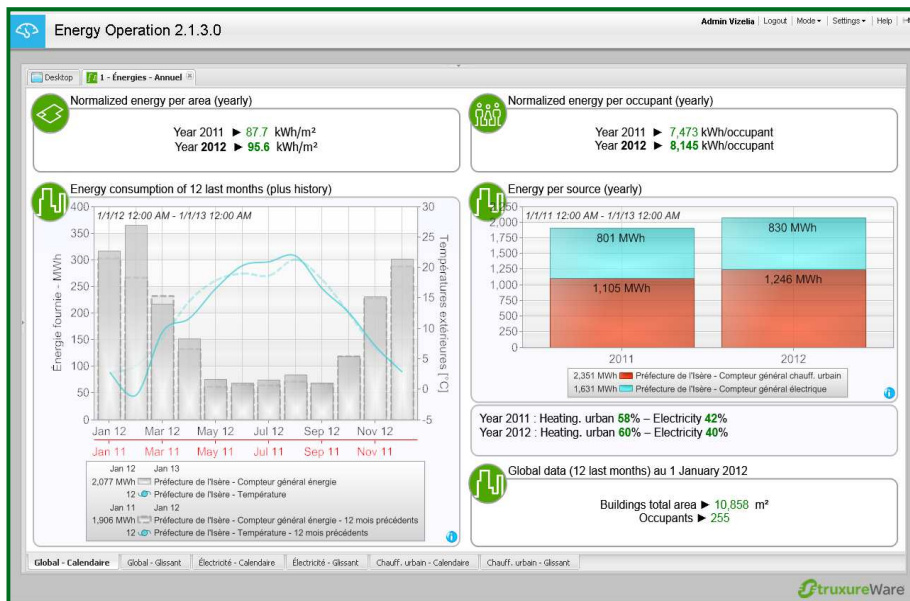 Energy Operation 2.1.3.0
Admin Vizelia | Logout | Mode | Settings | Help
Desktop
1 - Énergies - Annuel
Normalized energy per area (yearly)
Year 2011 ► 87.7 kWh/m²
Year 2012 ► 95.6 kWh/m²
Normalized energy per occupant (yearly)
Year 2011 ► 7,473 kWh/occupant
Year 2012 ► 8,145 kWh/occupant
Energy consumption of 12 last months (plus history)
1/1/12 12:00 AM - 1/1/13 12:00 AM
Énergie fournie - MWh
400
350
300
250
200
150
100
50
0
Températures extérieures [°C]
30
25
20
15
10
5
0
-5
Jan 12 Mar 12 May 12 Jul 12 Sep 12 Nov 12
Jan 11 Mar 11 May 11 Jul 11 Sep 11 Nov 11
Jan 12 Jan 13
2,077 MWh Préfecture de l'Isère - Compteur général énergie
12 Préfecture de l'Isère - Température
Jan 11 Jan 12
1,906 MWh Préfecture de l'Isère - Compteur général énergie - 12 mois précédents
12 Préfecture de l'Isère - Température - 12 mois précédents
Energy per source (yearly)
1/1/11 12:00 AM - 1/1/13 12:00 AM
2,250
2,000
1,750
1,500
1,250
1,000
750
500
250
0
801 MWh
830 MWh
1,105 MWh
1,246 MWh
2011 2012
2,351 MWh Préfecture de l'Isère - Compteur général chauff. urbain
1,631 MWh Préfecture de l'Isère - Compteur général électrique
Year 2011 : Heating. urban 58% – Electricity 42%
Year 2012 : Heating. urban 60% – Electricity 40%
Global data (12 last months) au 1 January 2012
Buildings total area ► 10,858 m²
Occupants ► 255
Global - Calendaire
Global - Glissant
Électricité - Calendaire
Électricité - Glissant
Chauff. urbain - Calendaire
Chauff. urbain - Glissant
StruxureWare